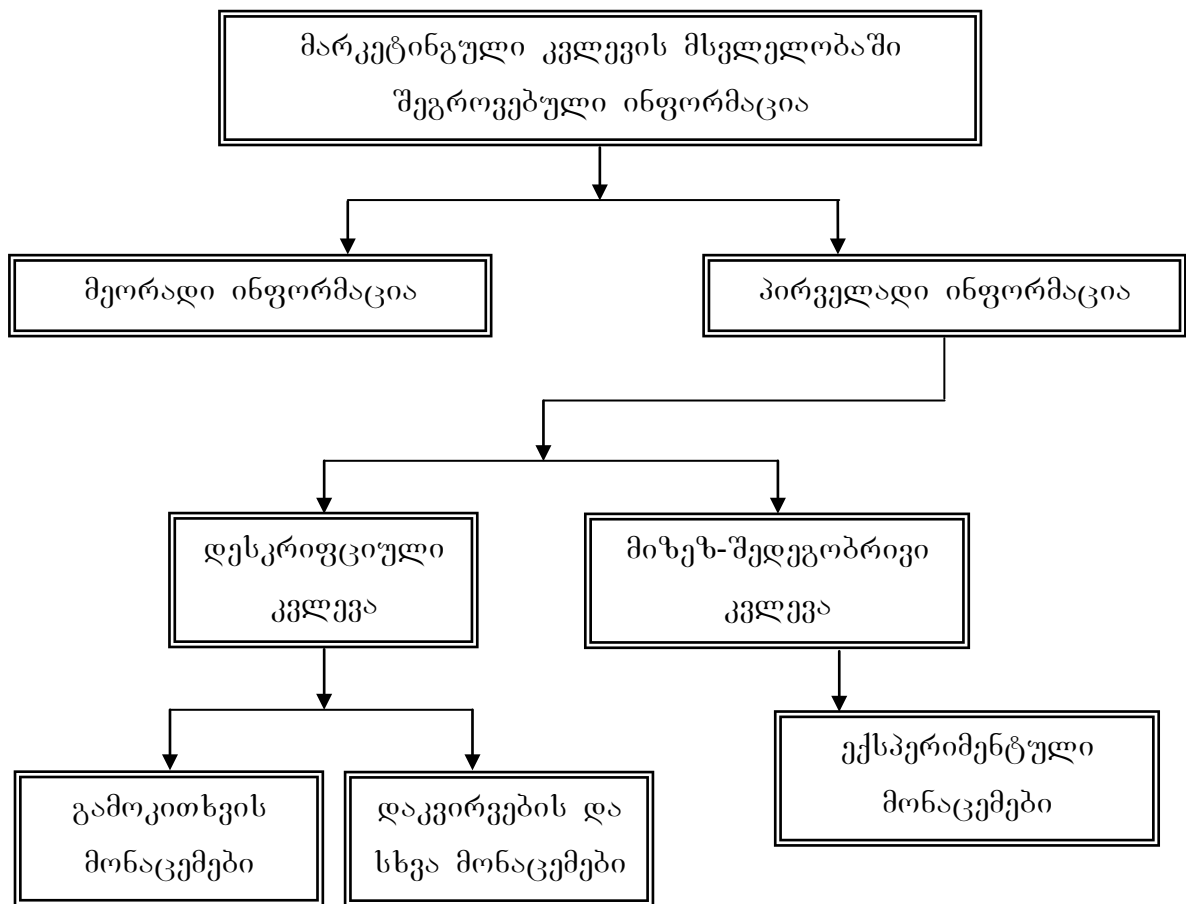 მარკეტინგული კვლევის მსვლელობაში
შეგროვებული ინფორმაცია
მეორადი ინფორმაცია
პირველადი ინფორმაცია
დესკრიფციული
კვლევა
მიზეზ-შედეგობრივი
კვლევა
გამოკითხვის
მონაცემები
დაკვირვების და
სხვა მონაცემები
ექსპერიმენტული
მონაცემები